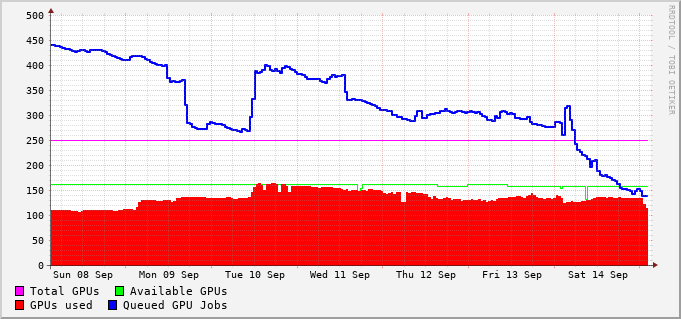 500
450
400
350
300
250
200
150
100
50
0
Sun 08 Sep Mon 09 Sep Tue 10 Sep Wed 11 Sep Thu 12 Sep Fri 13 Sep Sat 14 Sep
Total GPUs Available GPUs
GPUs used Queued GPU Jobs
RRDTOOL / TOBI OETIKER